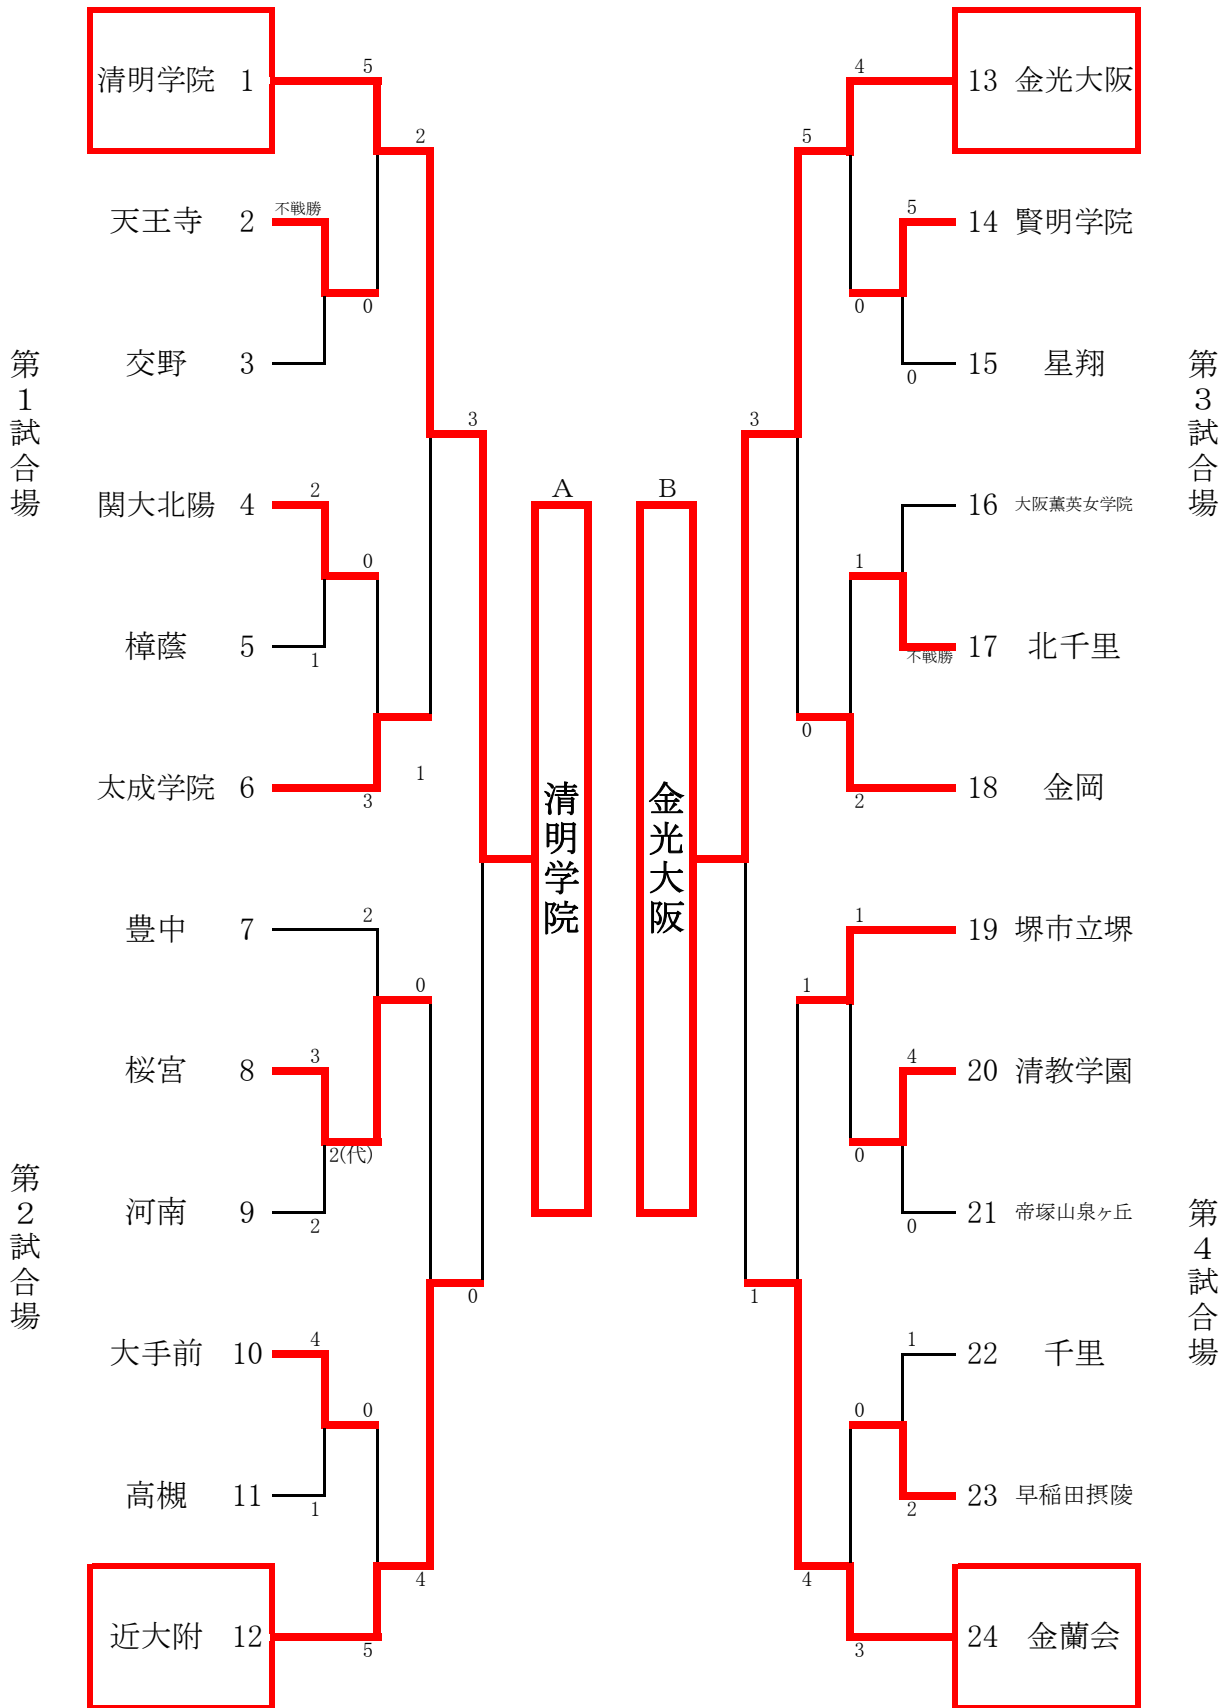 清明学院 1
5
2
天王寺 2
不戦勝
0
交野 3
第1試合場
3
関大北陽 4
2
0
樟蔭 5
1
太成学院 6
3
1
豊中 7
2
0
桜宮 8
3
2(代)
河南 9
2
第2試合場
0
大手前 10
4
0
高槻 11
1
4
近大附 12
5
A
清明学院
B
金光大阪
4
13 金光大阪
5
5
14 賢明学院
0
15 星翔
0
第3試合場
3
16 大阪薫英女学院
1
17 北千里
不戦勝
0
18 金岡
2
1
19 堺市立堺
1
4
20 清教学園
0
21 帝塚山泉ヶ丘
0
第4試合場
1
1
22 千里
0
23 早稲田摂陵
2
4
24 金蘭会
3